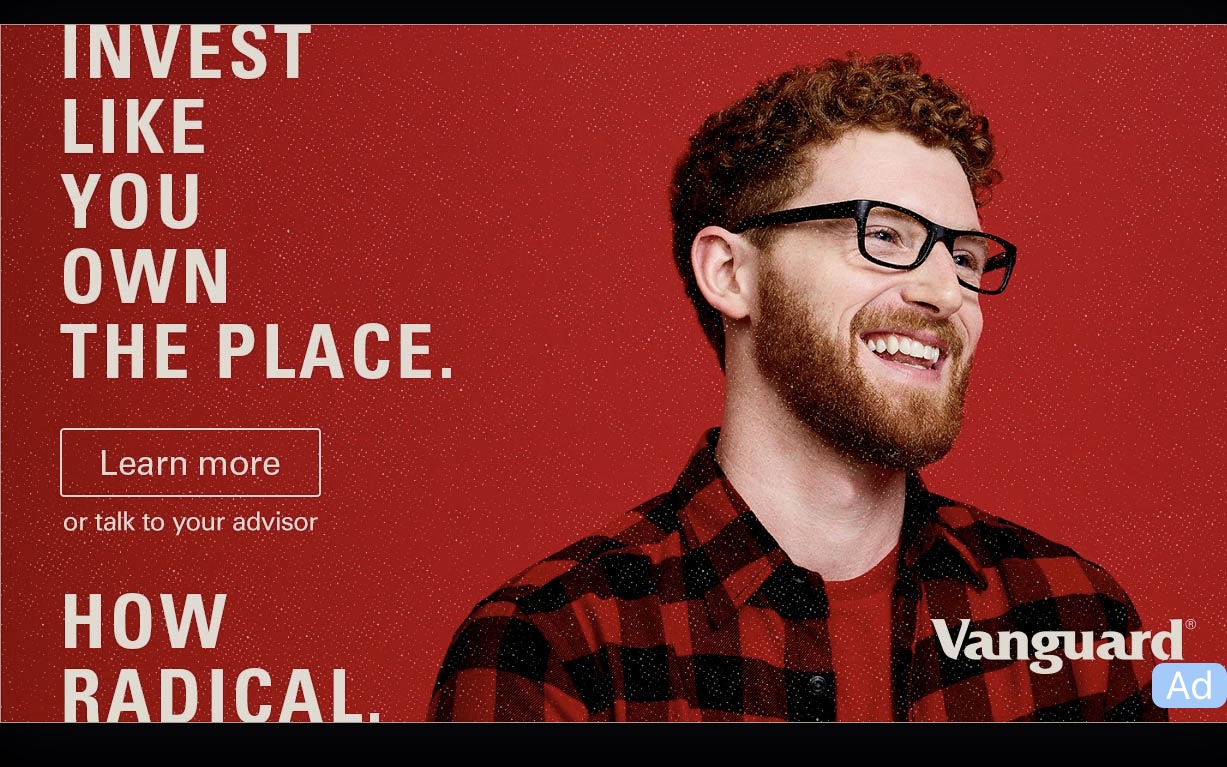 INVEST
LIKE
YOU
OWN
THE PLACE.
Learn more
or talk to your advisor
HOW
RADICAL.
Vanguard®
Ad